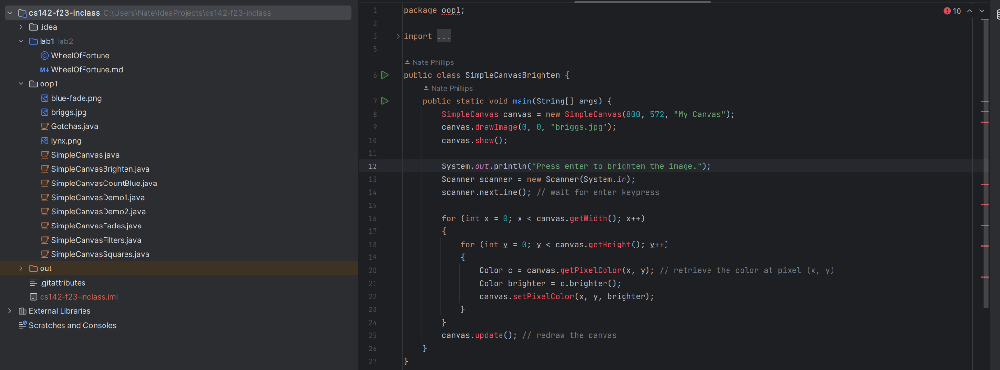 cs142-f23-inclass C:\Users\Nate\IdeaProjects\cs142-f23-inclass
.idea
lab1 lab2
WheelOfFortune
WheelOfFortune.md
oop1
blue-fade.png
briggs.jpg
Gotchas.java
lynx.png
SimpleCanvas.java
SimpleCanvasBrighten.java
SimpleCanvasCountBlue.java
SimpleCanvasDemo1.java
SimpleCanvasDemo2.java
SimpleCanvasFades.java
SimpleCanvasFilters.java
SimpleCanvasSquares.java
out
.gitattributes
cs142-f23-inclass.iml
External Libraries
Scratches and Consoles
1 package oop1;
10
2
3 import ...
5
Nate Phillips
6 public class SimpleCanvasBrighten {
Nate Phillips
7 public static void main(String[] args) {
8 SimpleCanvas canvas = new SimpleCanvas(800, 572, "My Canvas");
9 canvas.drawImage(0, 0, "briggs.jpg");
10 canvas.show();
11
12 System.out.println("Press enter to brighten the image.");
13 Scanner scanner = new Scanner(System.in);
14 scanner.nextLine(); // wait for enter keypress
15
16 for (int x = 0; x < canvas.getWidth(); x++)
17 {
18 for (int y = 0; y < canvas.getHeight(); y++)
19 {
20 Color c = canvas.getPixelColor(x, y); // retrieve the color at pixel (x, y)
21 Color brighter = c.brighter();
22 canvas.setPixelColor(x, y, brighter);
23 }
24 }
25 canvas.update(); // redraw the canvas
26 }
27 }